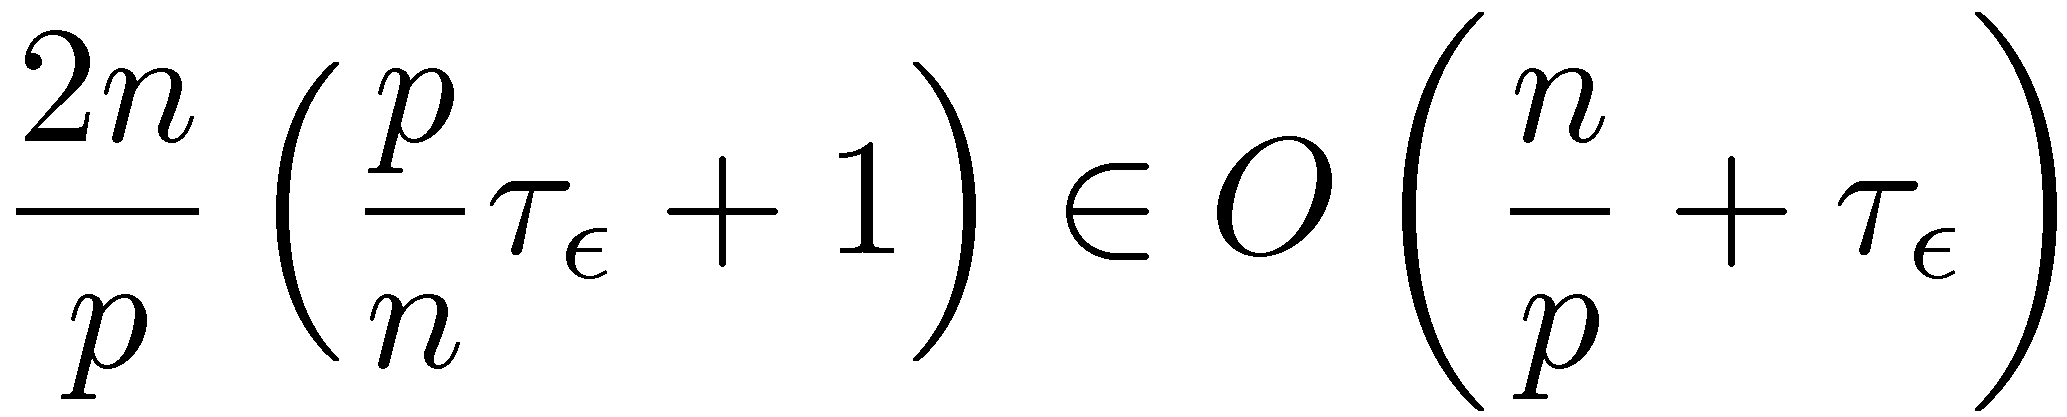 \frac{2n}{p} \left( \frac{p}{n} \tau_\epsilon + 1 \right) \in O \left( \frac{n}{p} + \tau_\epsilon \right)